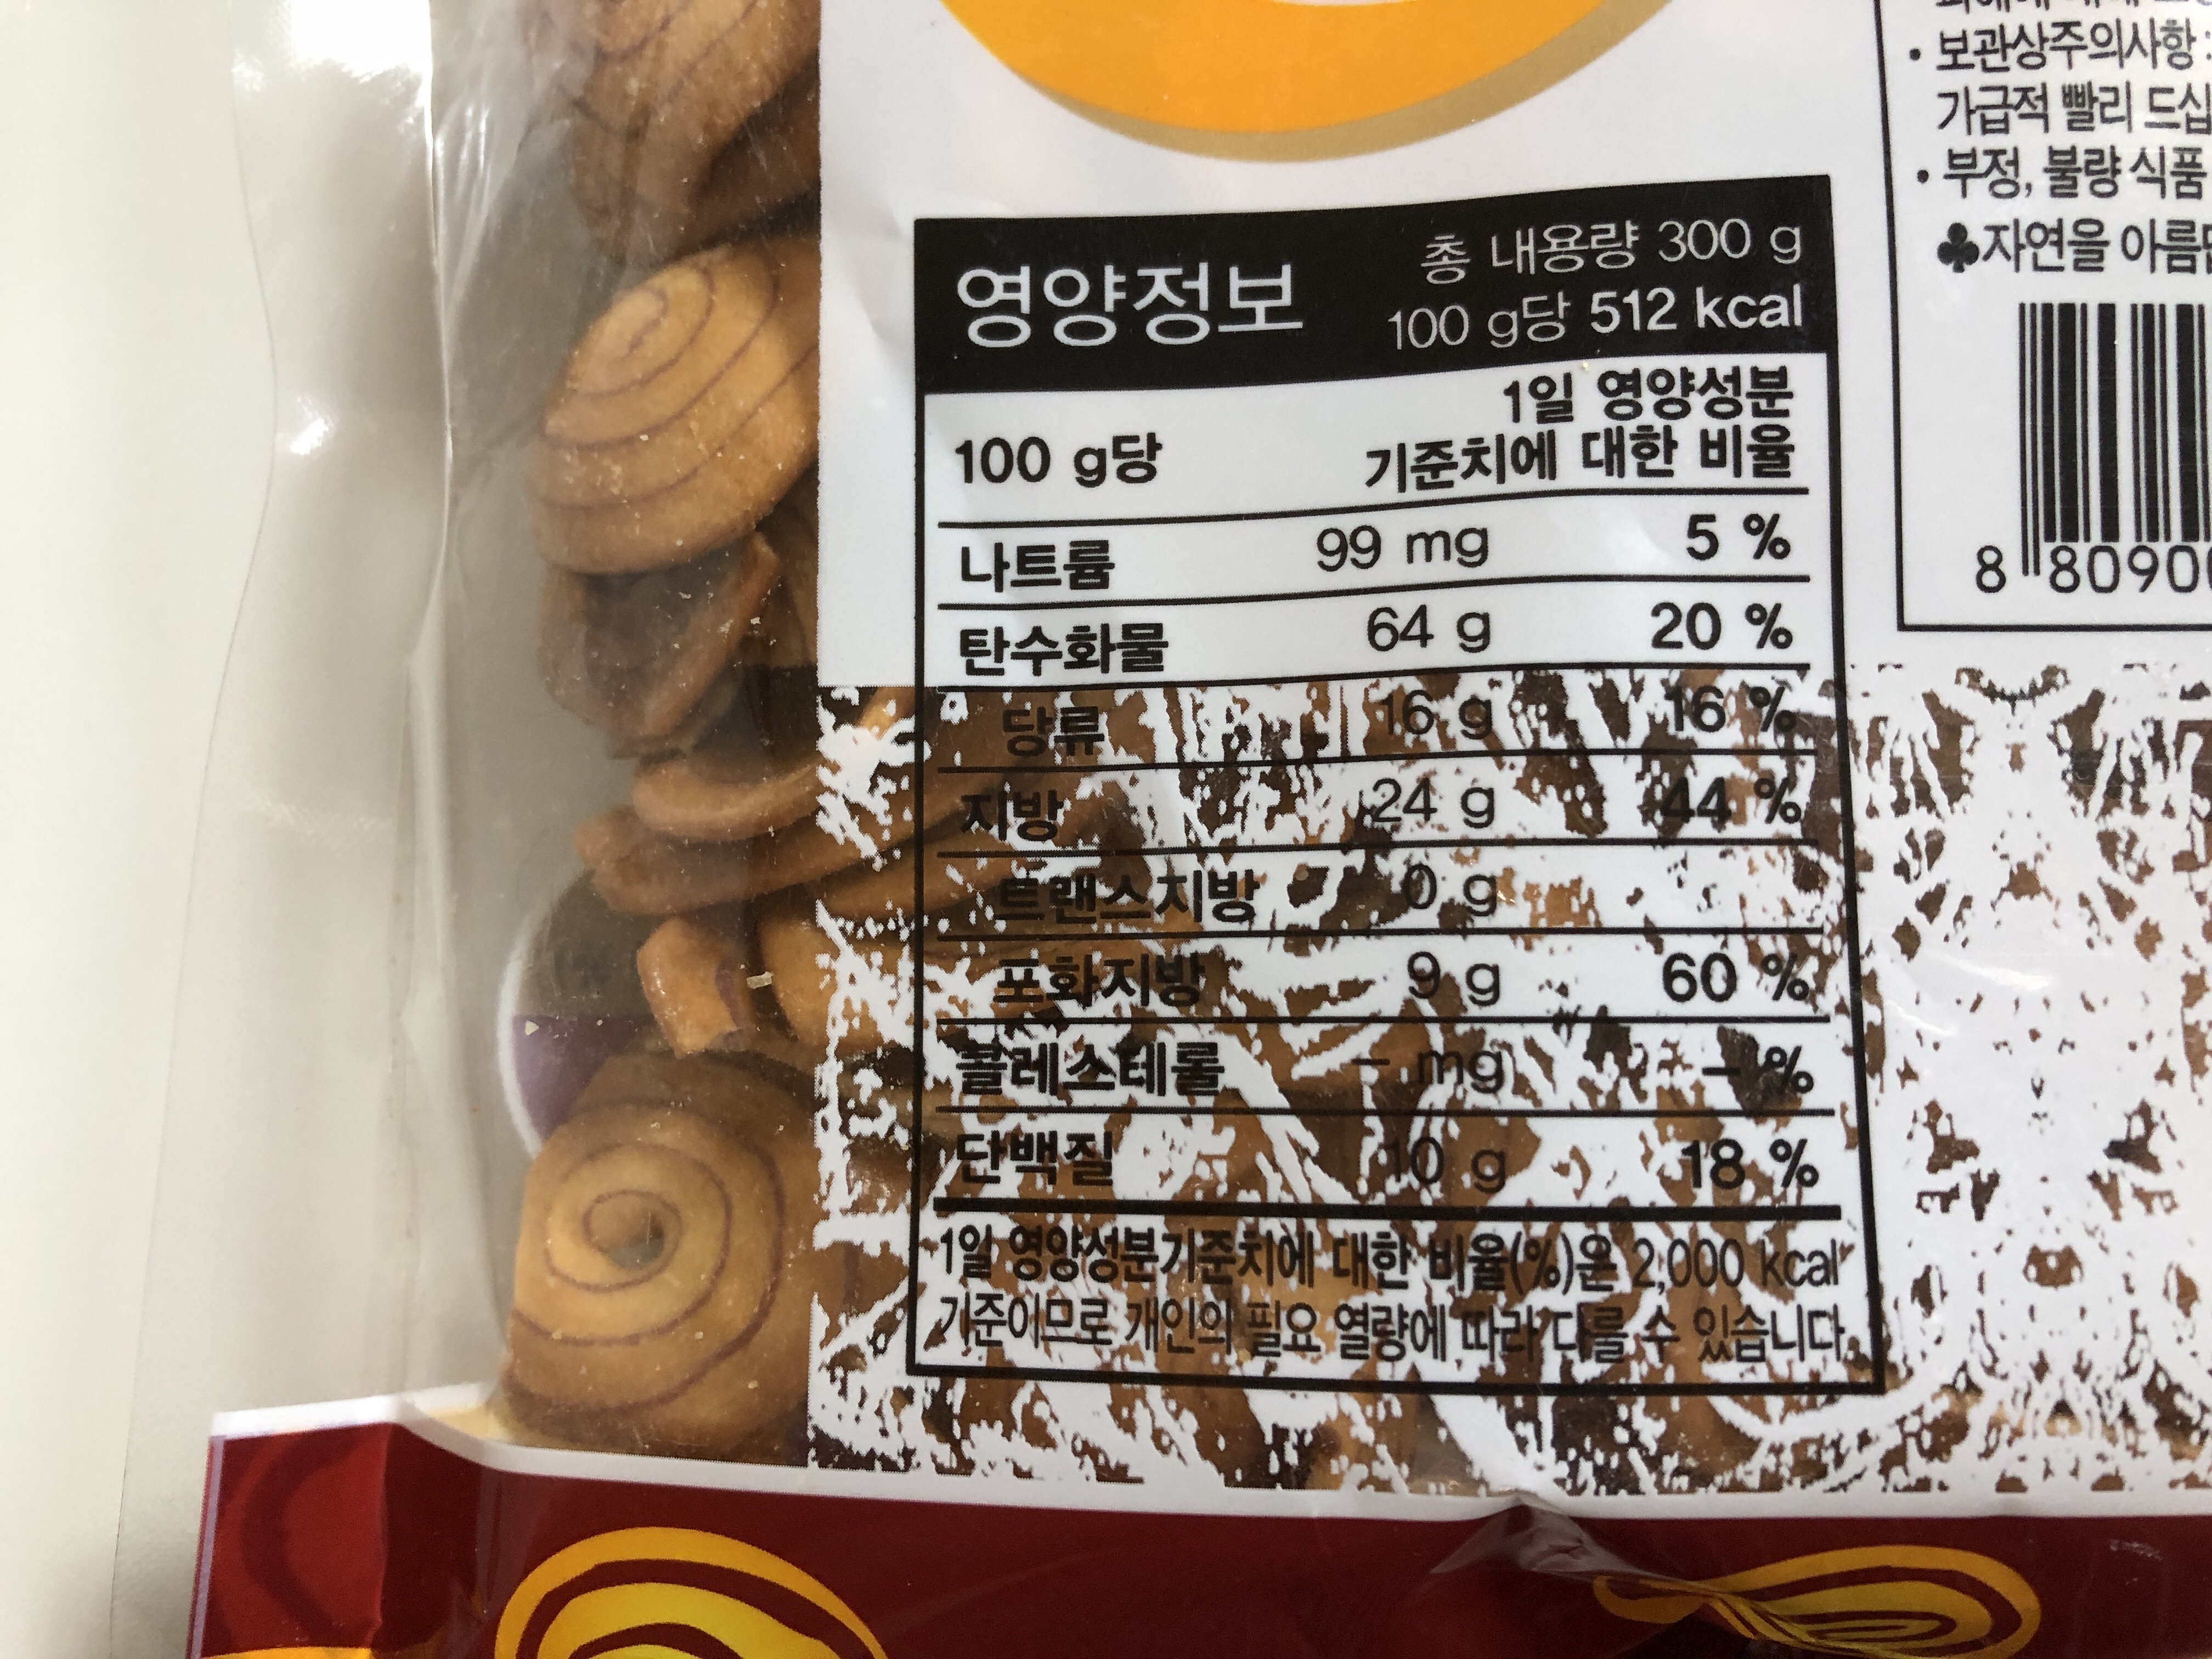 영양정보
총 내용량 300 g
100 g당 512 kcal
100 g당
1일 영양성분
기준치에 대한 비율
나트륨 99 mg 5 %
탄수화물 64 g 20 %
당류 16 g 16 %
지방 24 g 44 %
트랜스지방 0 g
포화지방 9 g 60 %
콜레스테롤 - mg - %
단백질 10 g 18 %
1일 영양성분기준치에 대한 비율(%)은 2,000 kcal
기준이므로 개인의 필요 열량에 따라 다를 수 있습니다.
• 보관상주의사항:
가급적 빨리 드십
• 부정, 불량 식품
♣자연을 아름
8 8090